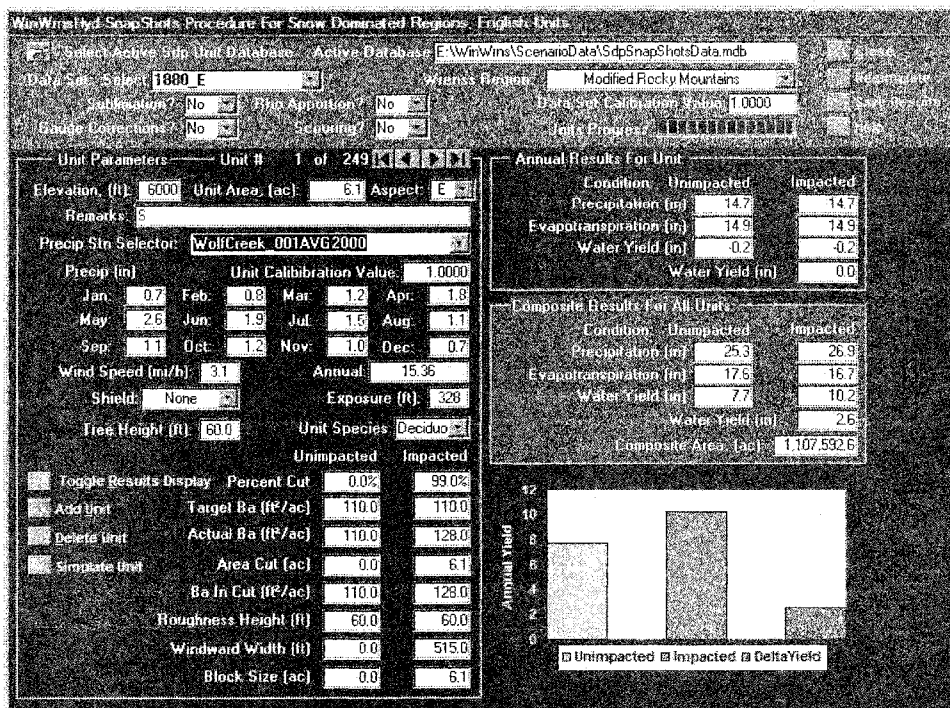 WinWrnsHyd SnapShots Procedure For Snow Dominated Regions, English Units
Select Active Sdp Unit Database Active Database E:\WinWrns\ScenarioData\SdpSnapShotsData.mdb
Data Set Select 1880_E Wrenss Region: Modified Rocky Mountains
Sublimation? No Rho Apportion? No Data Set Calibration Value 1.0000 Save Results
Gauge Corrections? No Scouring? No Units Progress Help
Unit Parameters Unit # 1 of 249
Elevation, (ft): 6000 Unit Area, (ac): 6.1 Aspect: E
Remarks: S
Precip Stn Selector: WolfCreek_001AVG2000
Precip (in) Unit Calibibration Value: 1.0000
Jan: 0.7 Feb: 0.8 Mar: 1.2 Apr: 1.8
May: 2.6 Jun: 1.9 Jul: 1.5 Aug: 1.1
Sep: 1.1 Oct: 1.2 Nov: 1.0 Dec: 0.7
Wind Speed (mi/h) 3.1 Annual: 15.36
Shield: None Exposure (ft): 328
Tree Height (ft) 60.0 Unit Species: Deciduo
Unimpacted Impacted
Toggle Results Display Percent Cut 0.0% 99.0%
Add Unit Target Ba (ft²/ac) 110.0 110.0
Delete Unit Actual Ba (ft²/ac) 110.0 128.0
Simulate Unit Area Cut (ac) 0.0 6.1
Ba In Cut (ft²/ac) 110.0 128.0
Roughness Height (ft) 60.0 60.0
Windward Width (ft) 0.0 515.0
Block Size (ac) 0.0 6.1
Annual Results For Unit
Condition: Unimpacted Impacted
Precipitation (in) 14.7 14.7
Evapotranspiration (in) 14.9 14.9
Water Yield (in) -0.2 -0.2
Water Yield (in) 0.0
Composite Results For All Units
Condition: Unimpacted Impacted
Precipitation (in) 25.3 26.9
Evapotranspiration (in) 17.6 16.7
Water Yield (in) 7.7 10.2
Water Yield (in) 2.6
Composite Area, (ac) 1,107,592.6
Annual Yield
12
10
8
6
4
2
0
Unimpacted Impacted DeltaYield